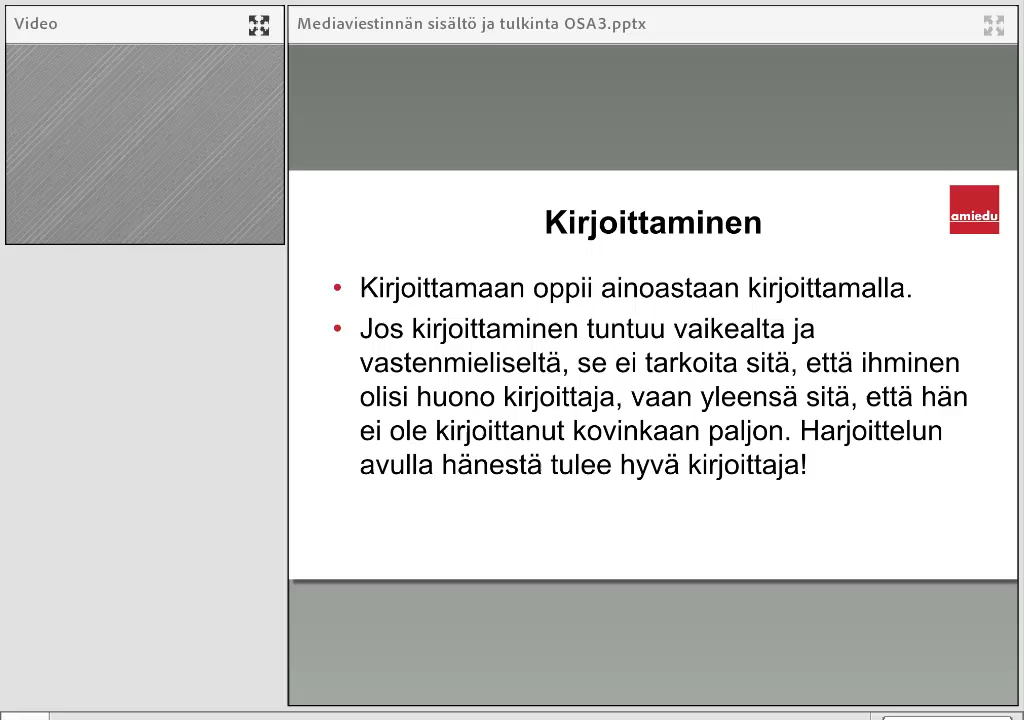 Video
Mediaviestinnän sisältö ja tulkinta OSA3.pptx
amiedu
Kirjoittaminen
• Kirjoittamaan oppii ainoastaan kirjoittamalla.
• Jos kirjoittaminen tuntuu vaikealta ja
vastenmieliseltä, se ei tarkoita sitä, että ihminen
olisi huono kirjoittaja, vaan yleensä sitä, että hän
ei ole kirjoittanut kovinkaan paljon. Harjoittelun
avulla hänestä tulee hyvä kirjoittaja!